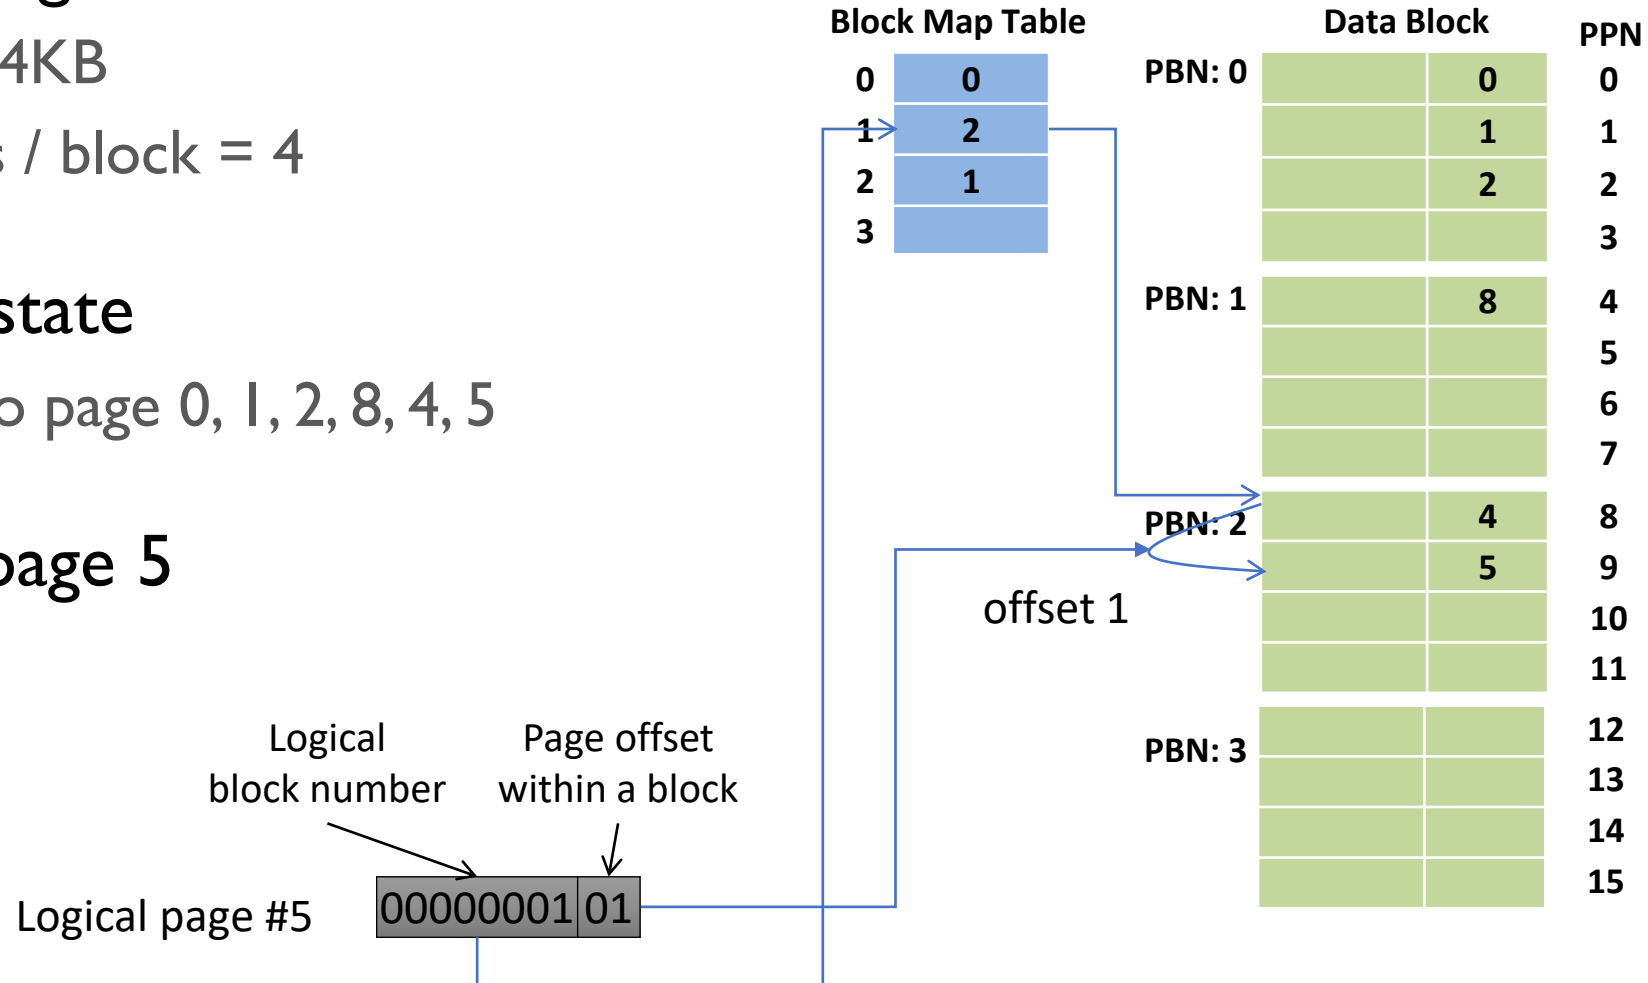 4KB
s / block = 4
state
o page 0, 1, 2, 8, 4, 5
page 5
Block Map Table
0 0
1 2
2 1
3
Data Block PPN
PBN: 0 0 0
1 1
2 2
3
PBN: 1 8 4
5
6
7
PBN: 2 4 8
5 9
10
11
PBN: 3 12
13
14
15
offset 1
Logical
block number
Page offset
within a block
Logical page #5 00000001 01